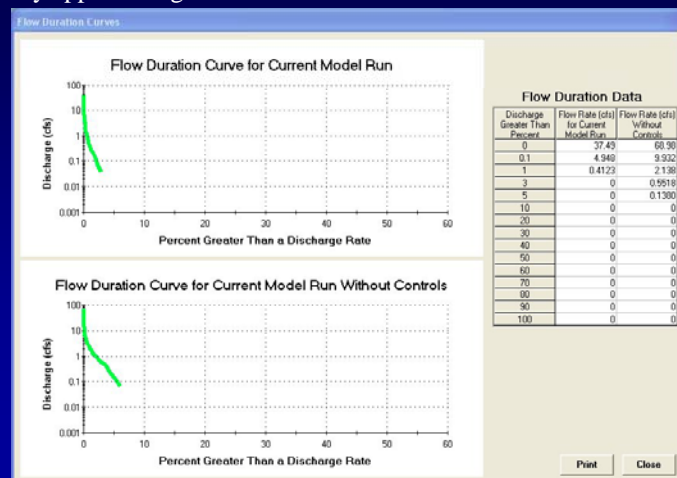 Flow Duration Curves
Flow Duration Curve for Current Model Run
Discharge (cfs)
100
10
1
0.1
0.01
0.001
0 10 20 30 40 50 60
Percent Greater Than a Discharge Rate
Flow Duration Curve for Current Model Run Without Controls
Discharge (cfs)
100
10
1
0.1
0.01
0.001
0 10 20 30 40 50 60
Percent Greater Than a Discharge Rate
Flow Duration Data
Discharge Greater Than Percent Flow Rate (cfs) for Current Model Run Flow Rate (cfs) Without Controls
0 37.49 68.98
0.1 4.948 9.932
1 0.4123 2.138
3 0 0.5518
5 0 0.1380
10 0 0
20 0 0
30 0 0
40 0 0
50 0 0
60 0 0
70 0 0
80 0 0
90 0 0
100 0 0
Print Close